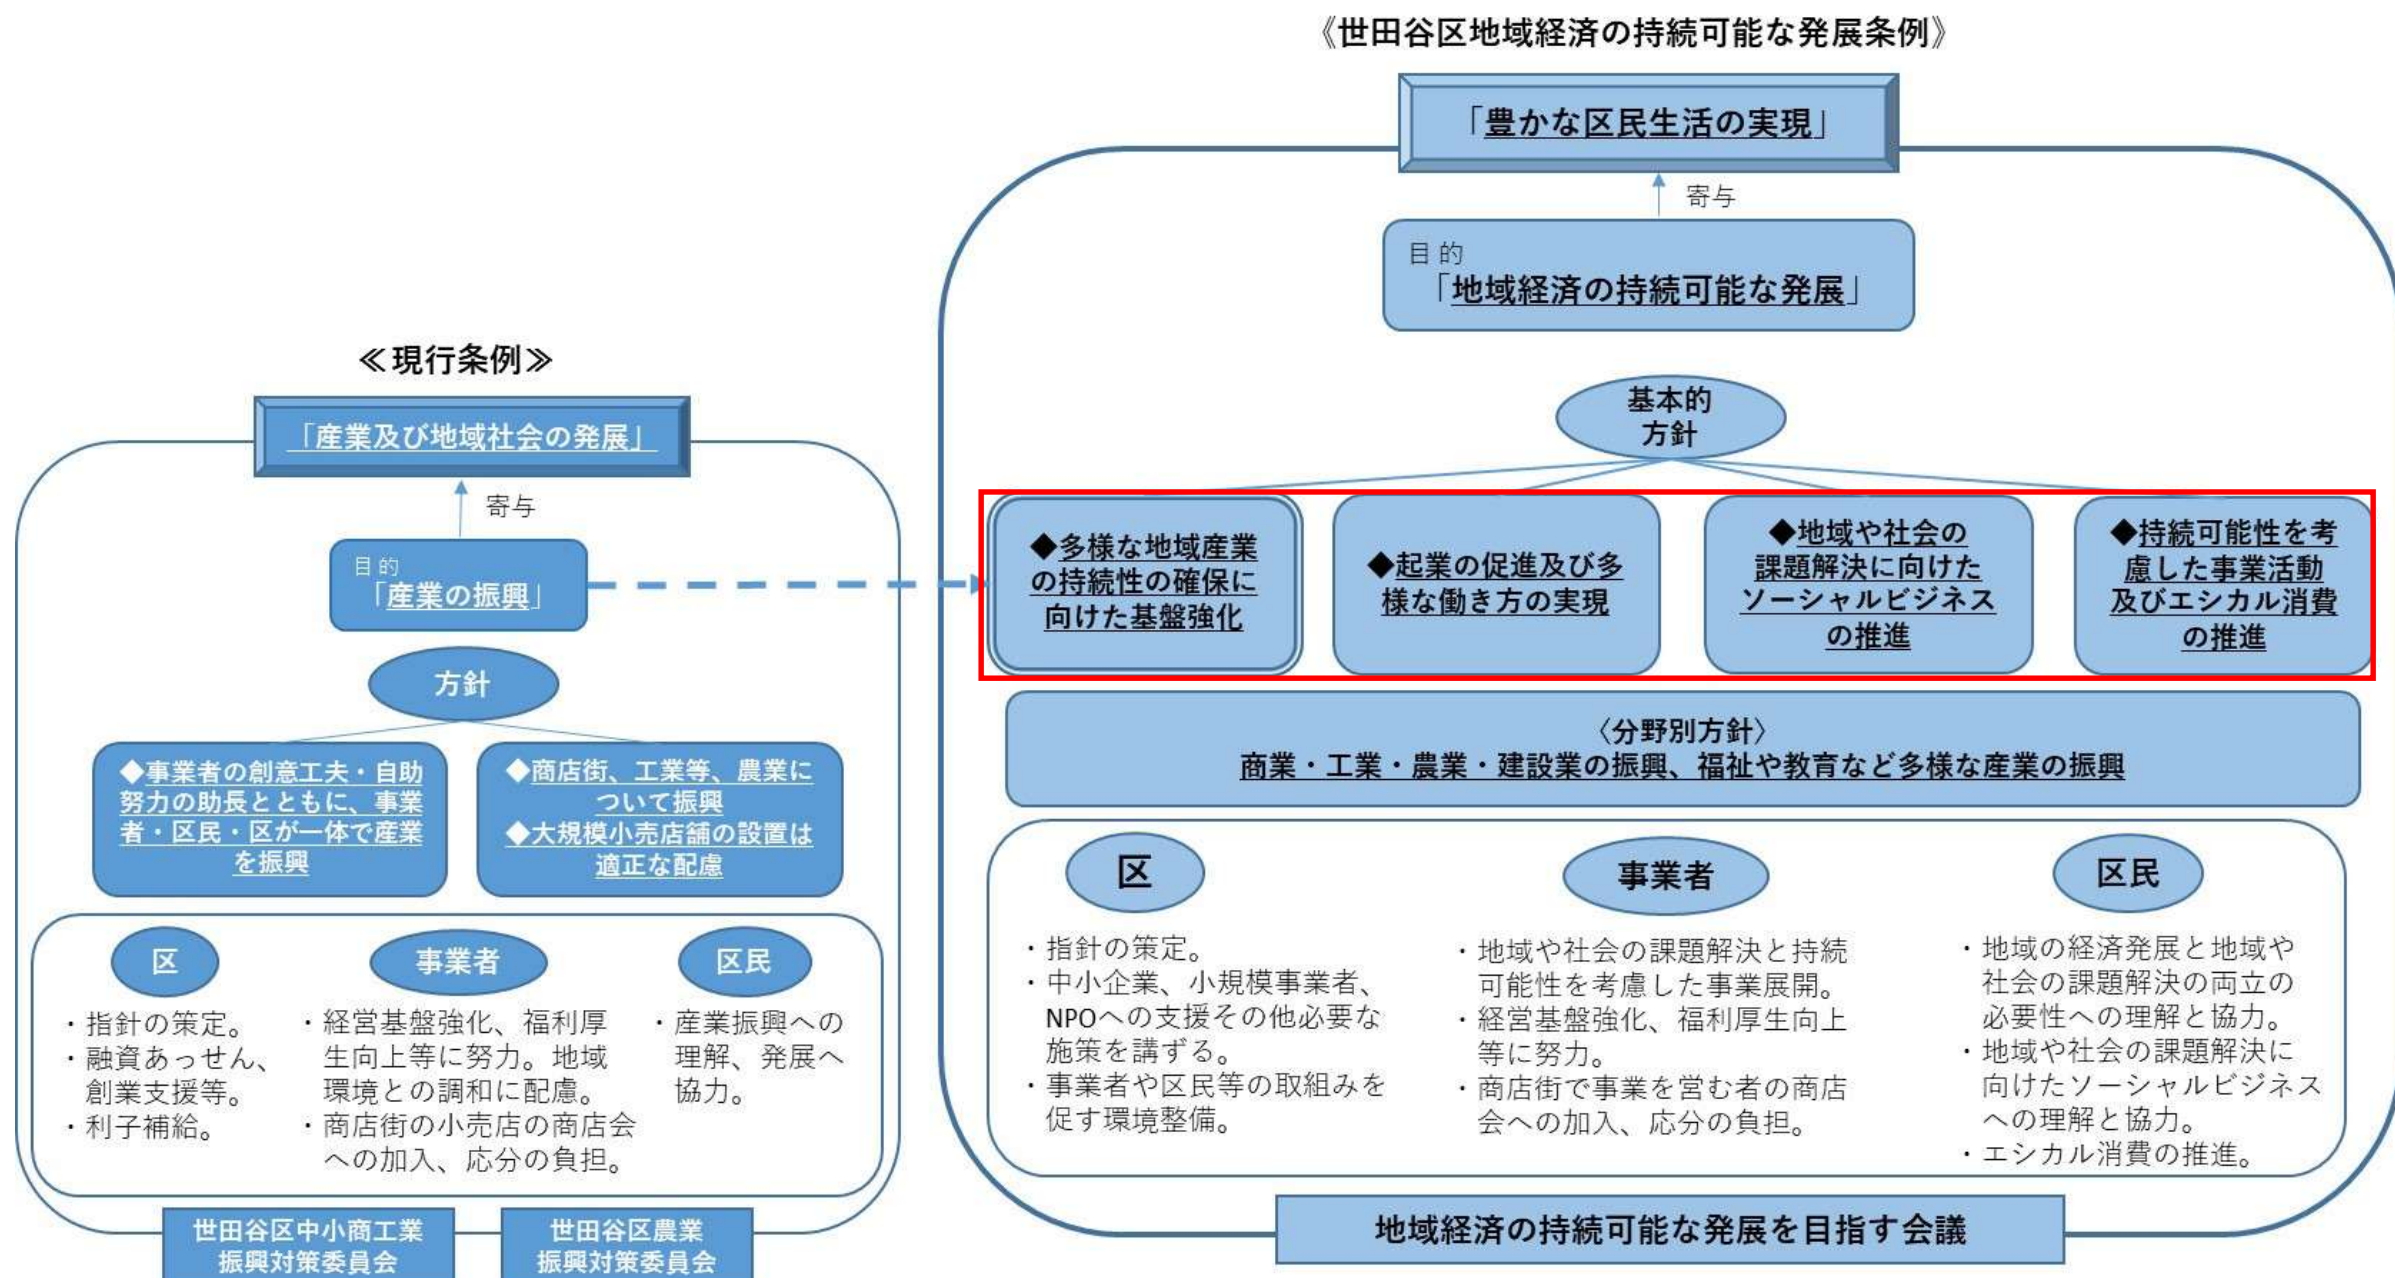 ≪現行条例≫
「産業及び地域社会の発展」
寄与
目的
「産業の振興」
方針
◆事業者の創意工夫・自助
努力の助長とともに、事業
者・区民・区が一体で産業
を振興
◆商店街、工業等、農業に
ついて振興
◆大規模小売店舗の設置は
適正な配慮
区
・指針の策定。
・融資あっせん、
創業支援等。
・利子補給。
事業者
・経営基盤強化、福利厚
生向上等に努力。地域
環境との調和に配慮。
・商店街の小売店の商店会
への加入、応分の負担。
区民
・産業振興への
理解、発展へ
協力。
世田谷区中小商工業
振興対策委員会
世田谷区農業
振興対策委員会
《世田谷区地域経済の持続可能な発展条例》
「豊かな区民生活の実現」
寄与
目的
「地域経済の持続可能な発展」
基本的
方針
◆多様な地域産業
の持続性の確保に
向けた基盤強化
◆起業の促進及び多
様な働き方の実現
◆地域や社会の
課題解決に向けた
ソーシャルビジネス
の推進
◆持続可能性を考
慮した事業活動
及びエシカル消費
の推進
〈分野別方針〉
商業・工業・農業・建設業の振興、福祉や教育など多様な産業の振興
区
・指針の策定。
・中小企業、小規模事業者、
NPOへの支援その他必要な
施策を講ずる。
・事業者や区民等の取組みを
促す環境整備。
事業者
・地域や社会の課題解決と持続
可能性を考慮した事業展開。
・経営基盤強化、福利厚生向上
等に努力。
・商店街で事業を営む者の商店
会への加入、応分の負担。
区民
・地域の経済発展と地域や
社会の課題解決の両立の
必要性への理解と協力。
・地域や社会の課題解決に
向けたソーシャルビジネス
への理解と協力。
・エシカル消費の推進。
地域経済の持続可能な発展を目指す会議